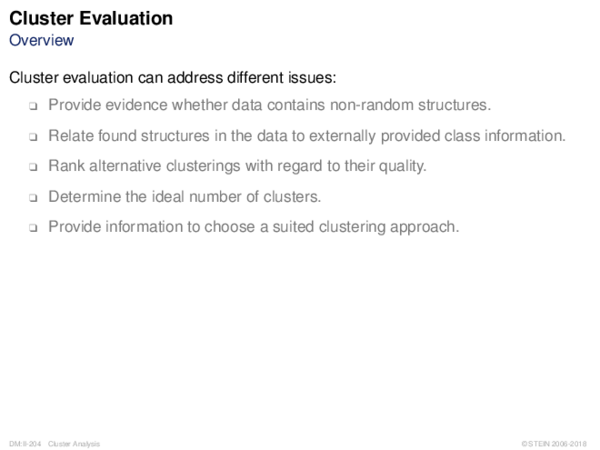 Cluster Evaluation
Overview
Cluster evaluation can address different issues:
❑ Provide evidence whether data contains non-random structures.
❑ Relate found structures in the data to externally provided class information.
❑ Rank alternative clusterings with regard to their quality.
❑ Determine the ideal number of clusters.
❑ Provide information to choose a suited clustering approach.
DM:II-204 Cluster Analysis © STEIN 2006-2018